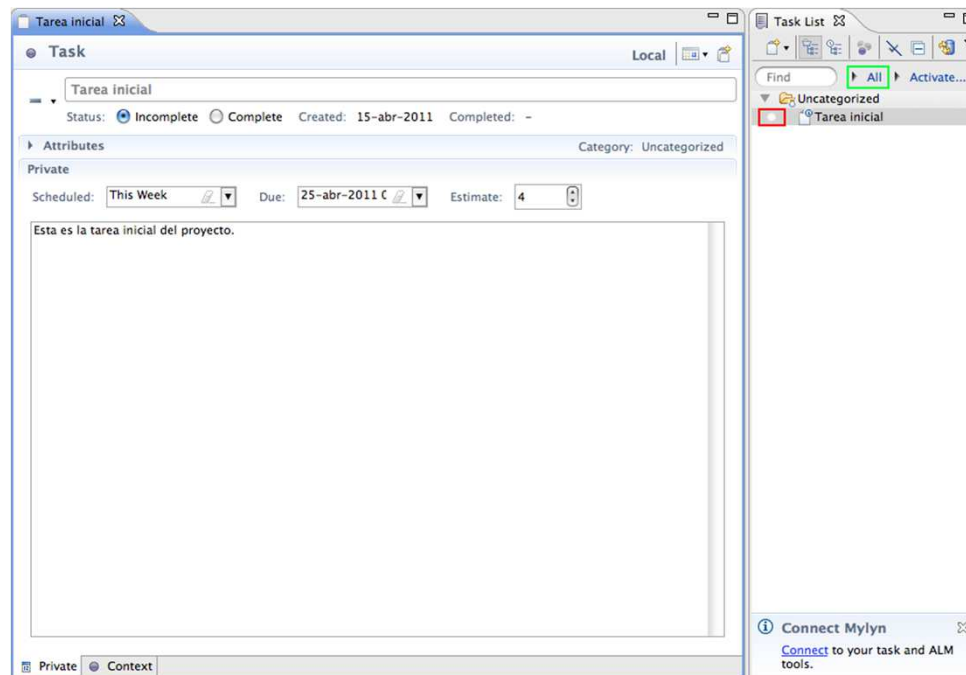 Tarea inicial
Task
Local
Tarea inicial
Status: Incomplete Complete Created: 15-abr-2011 Completed: -
Attributes
Category: Uncategorized
Private
Scheduled: This Week Due: 25-abr-2011 Estimate: 4
Esta es la tarea inicial del proyecto.
Private Context
Task List
Find All Activate...
Uncategorized
Tarea inicial
Connect Mylyn
Connect to your task and ALM
tools.